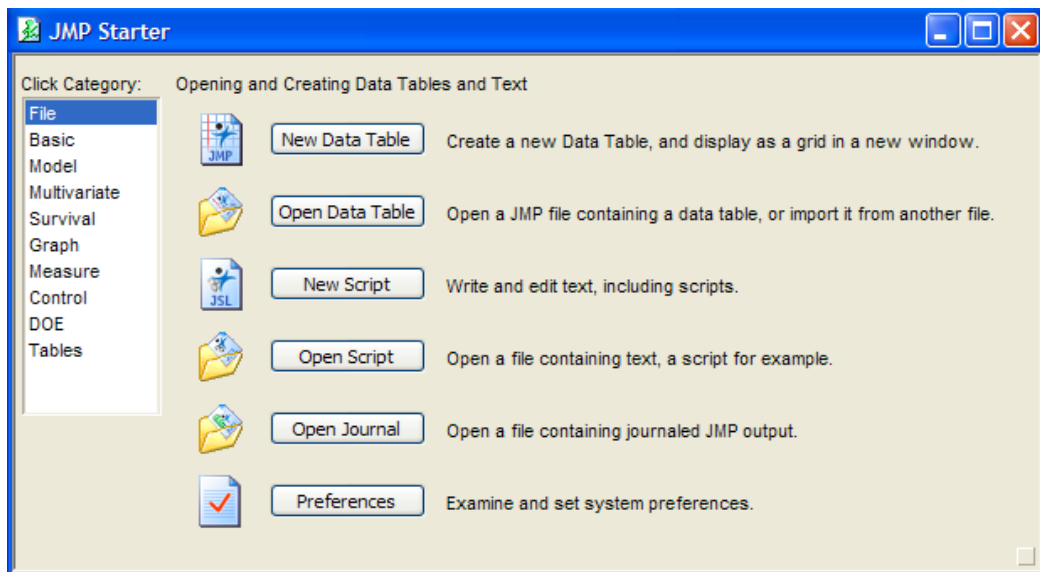 JMP Starter
Click Category:
File
Basic
Model
Multivariate
Survival
Graph
Measure
Control
DOE
Tables
Opening and Creating Data Tables and Text
JMP
New Data Table Create a new Data Table, and display as a grid in a new window.
Open Data Table Open a JMP file containing a data table, or import it from another file.
JSL
New Script Write and edit text, including scripts.
Open Script Open a file containing text, a script for example.
Open Journal Open a file containing journaled JMP output.
Preferences Examine and set system preferences.